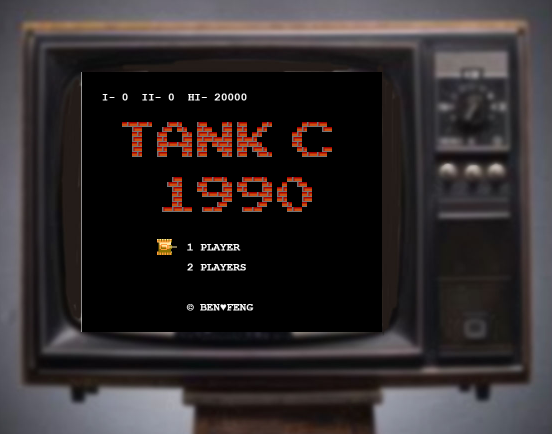 I- 0 II- 0 HI- 20000
TANK C
1990
1 PLAYER
2 PLAYERS
© BEN♥FENG